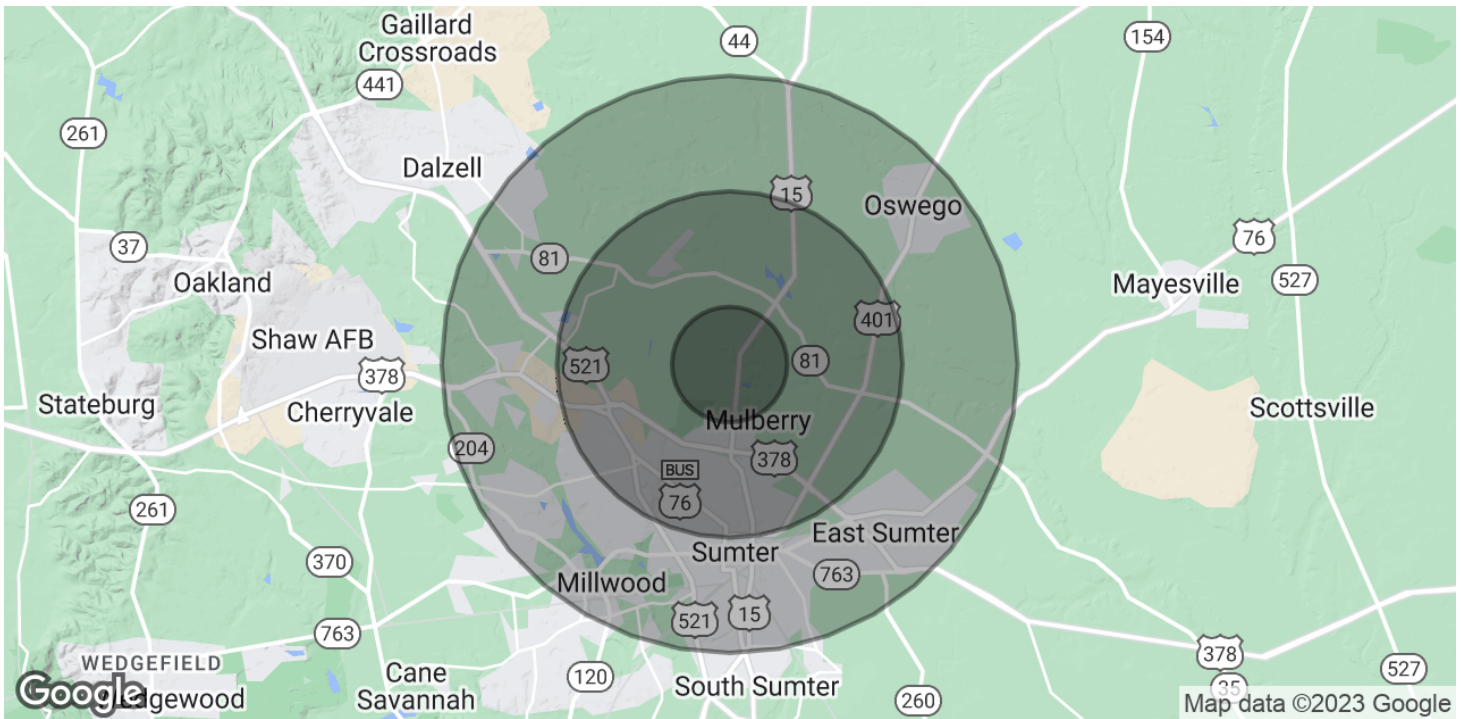 Gaillard
Crossroads
44
154
441
261
Dalzell
15
Oswego
37
81
76
Oakland
Mayesville
527
401
Shaw AFB
521
81
378
Stateburg
Cherryvale
Mulberry
Scottsville
204
378
BUS
76
261
East Sumter
Sumter
370
Millwood
763
521
15
763
WEDGEFIELD
378
Cane
Savannah
120
South Sumter
527
35
260
Google
Map data ©2023 Google